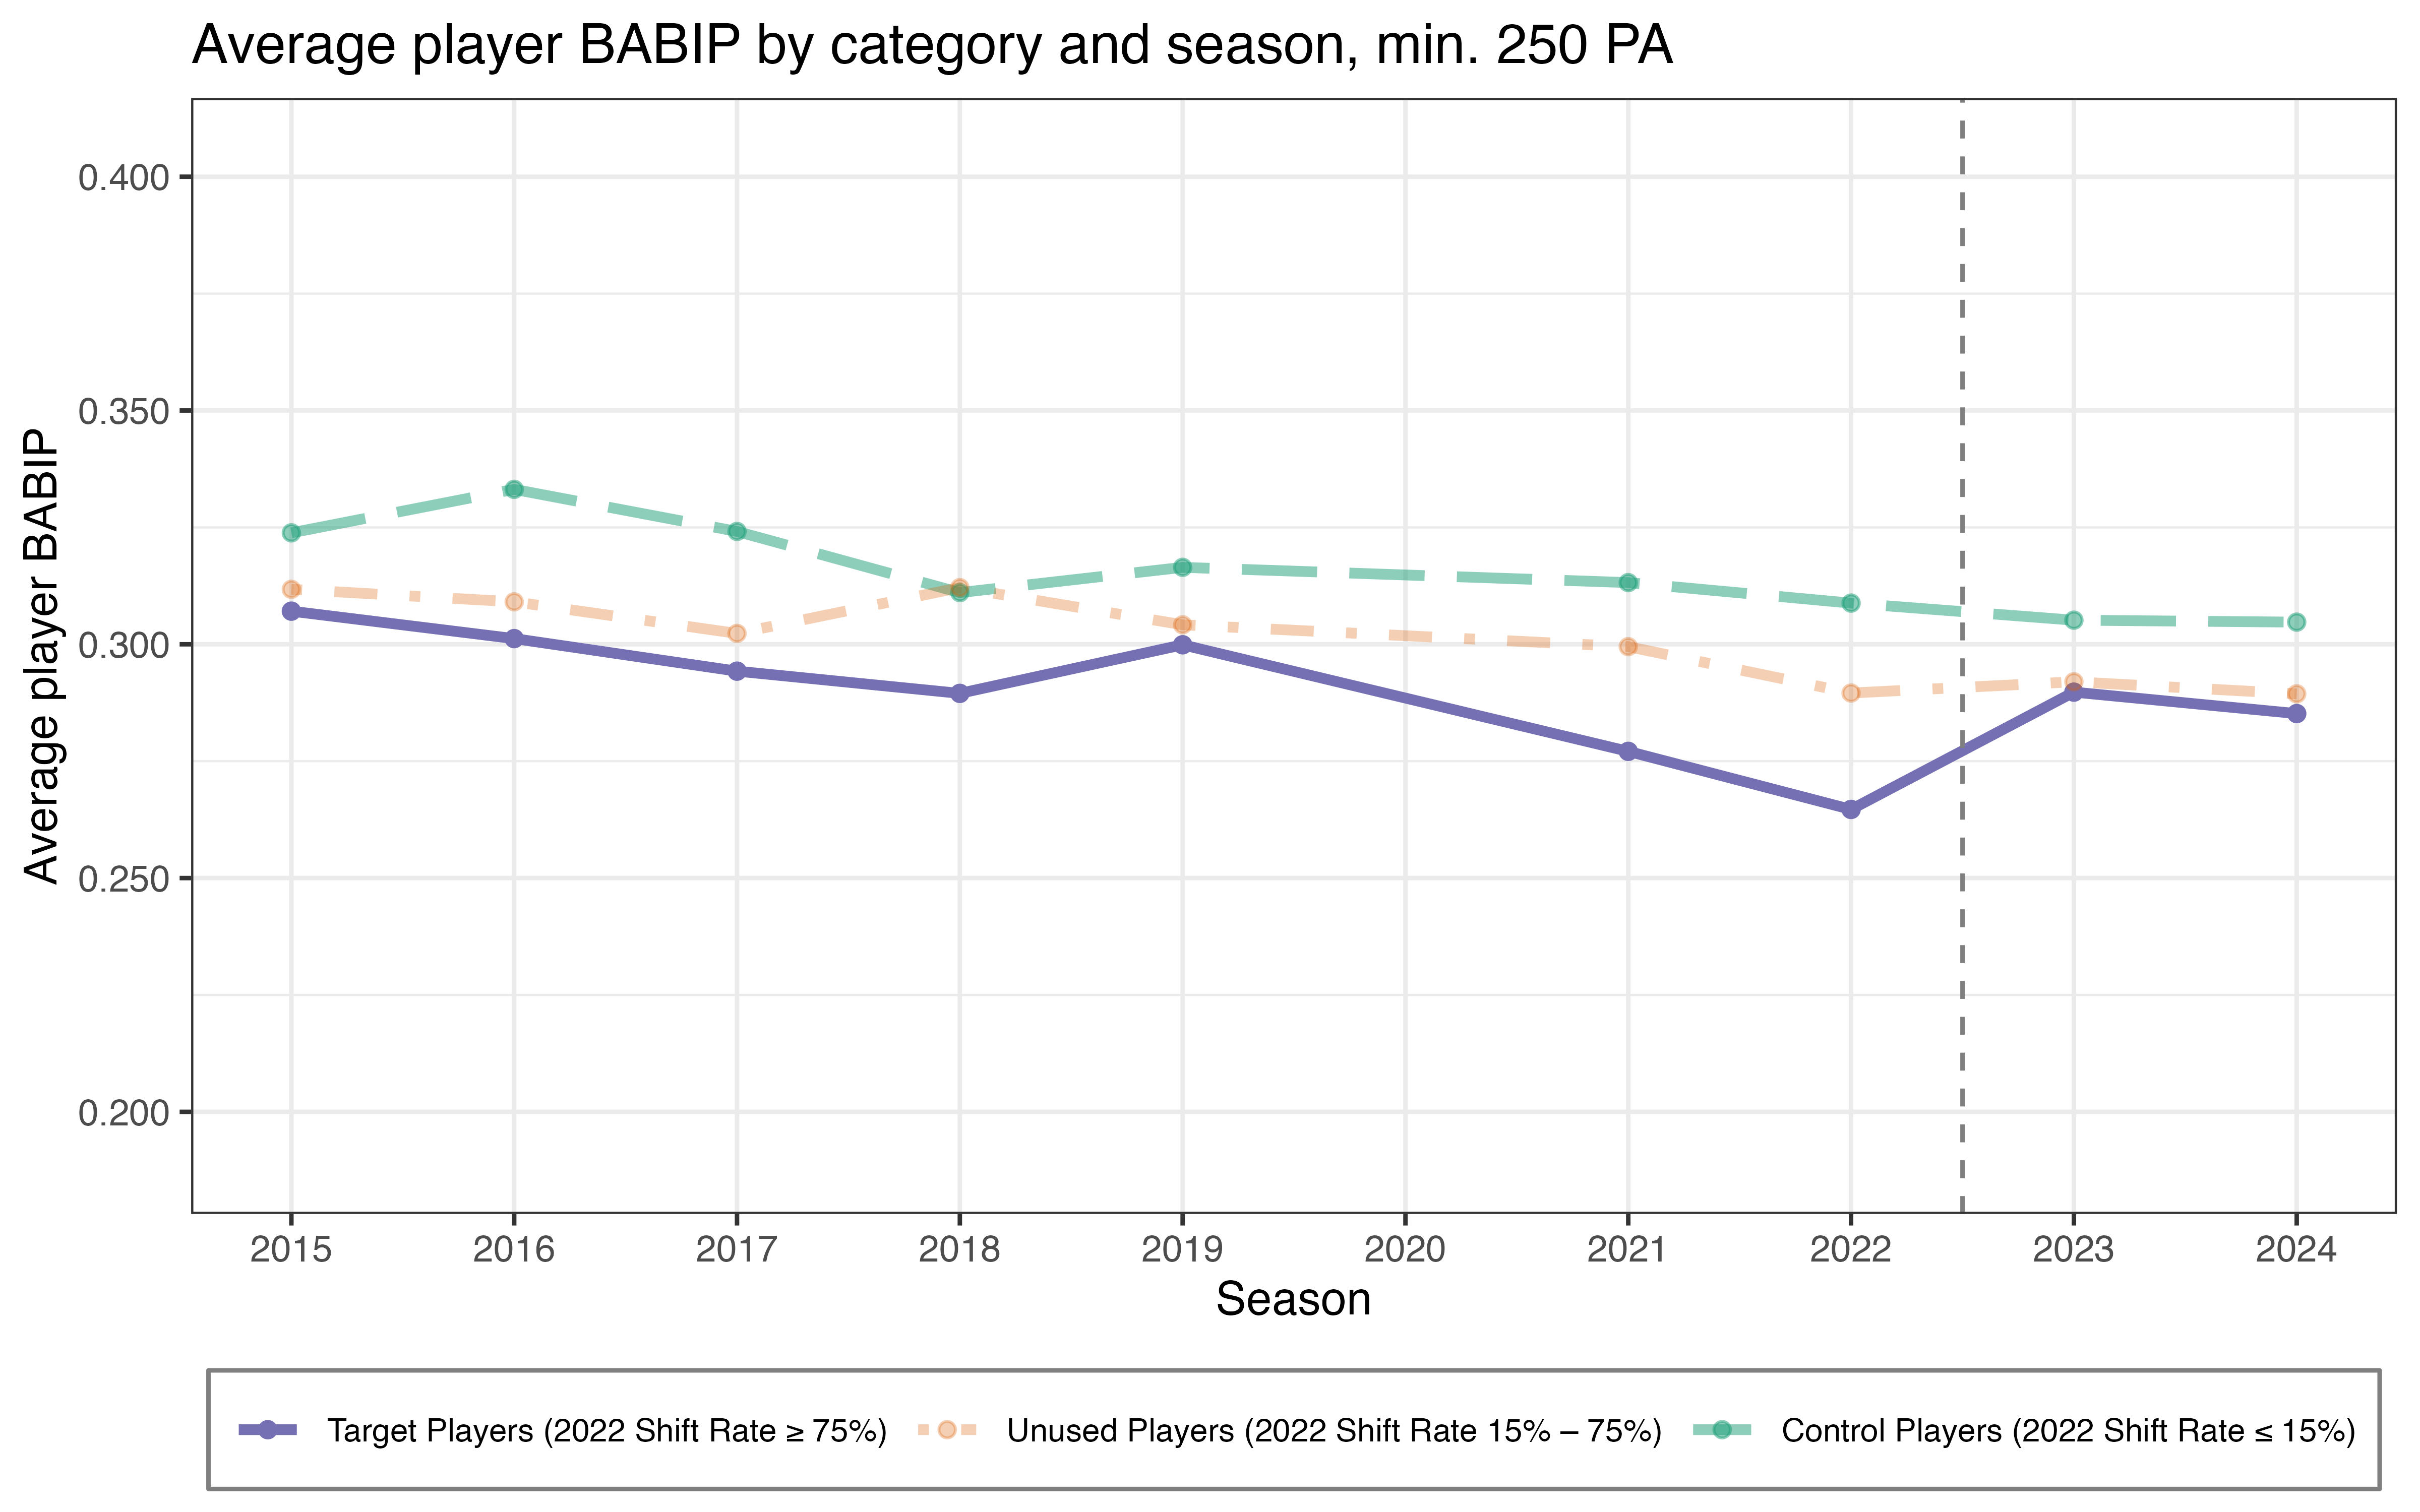 Average player BABIP by category and season, min. 250 PA
Average player BABIP
0.400
0.350
0.300
0.250
0.200
2015 2016 2017 2018 2019 2020 2021 2022 2023 2024
Season
Target Players (2022 Shift Rate ≥ 75%) Unused Players (2022 Shift Rate 15% – 75%) Control Players (2022 Shift Rate ≤ 15%)